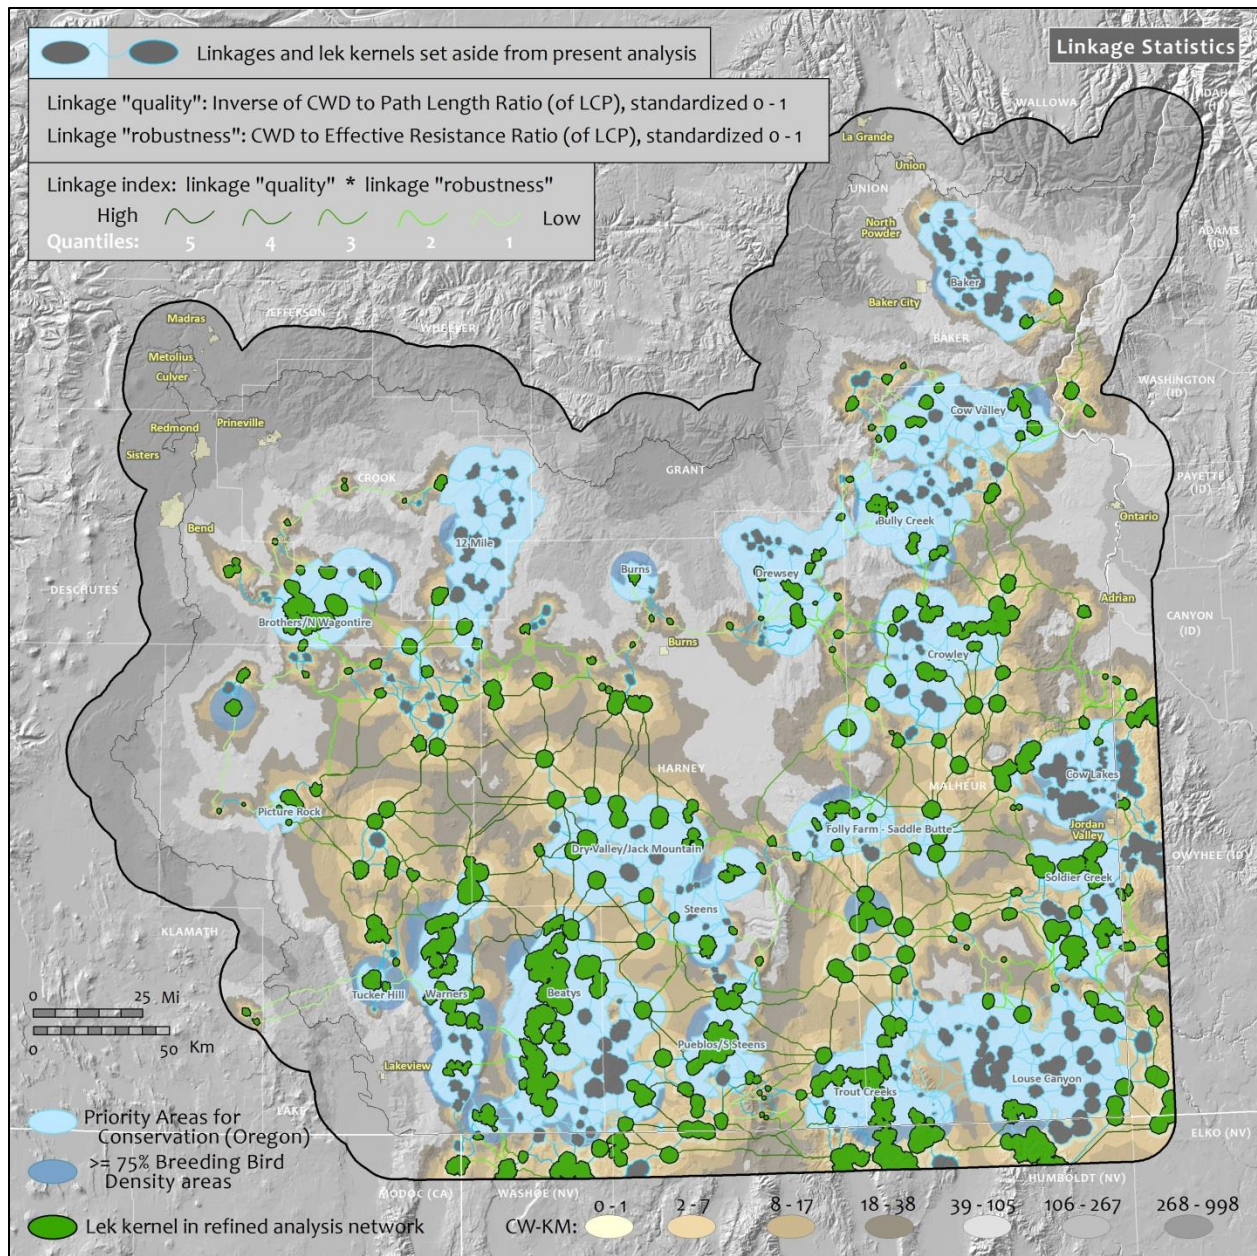 Linkages and lek kernels set aside from present analysis
Linkage Statistics
Linkage "quality": Inverse of CWD to Path Length Ratio (of LCP), standardized 0 - 1
Linkage "robustness": CWD to Effective Resistance Ratio (of LCP), standardized 0 - 1
Linkage index: linkage "quality" * linkage "robustness"
High Low
Quantiles: 5 4 3 2 1
IDAHO
(ID)
WALLOWA
La Grande
Union
UNION
North
Powder
ADAMS
(ID)
Baker
Baker City
BAKER
JEFFERSON
Madras
WHEELER
Metolius
Culver
WASHINGTON
(ID)
Cow Valley
Redmond
Prineville
Sisters
GRANT
CROOK
PAYETTE
(ID)
Ontario
Bend
Bully Creek
12 Mile
Burns
Drewsey
DESCHUTES
Adrian
Brothers/N Wagontire
CANYON
(ID)
Burns
Crowley
HARNEY
Cow Lakes
MALHEUR
Picture Rock
Jordan
Valley
Folly Farm - Saddle Butte
Dry Valley/Jack Mountain
OWYHEE (ID)
Soldier Creek
Steens
KLAMATH
0 25 Mi
0 50 Km
Tucker Hill
Warners
Beatys
Pueblos/S Steens
Lakeview
Louse Canyon
Trout Creeks
LAKE
Priority Areas for
Conservation (Oregon)
ELKO (NV)
>= 75% Breeding Bird
Density areas
MODOC (CA)
WASHOE (NV)
HUMBOLDT (NV)
Lek kernel in refined analysis network
CW-KM: 0 - 1 2 - 7 8 - 17 18 - 38 39 - 105 106 - 267 268 - 998